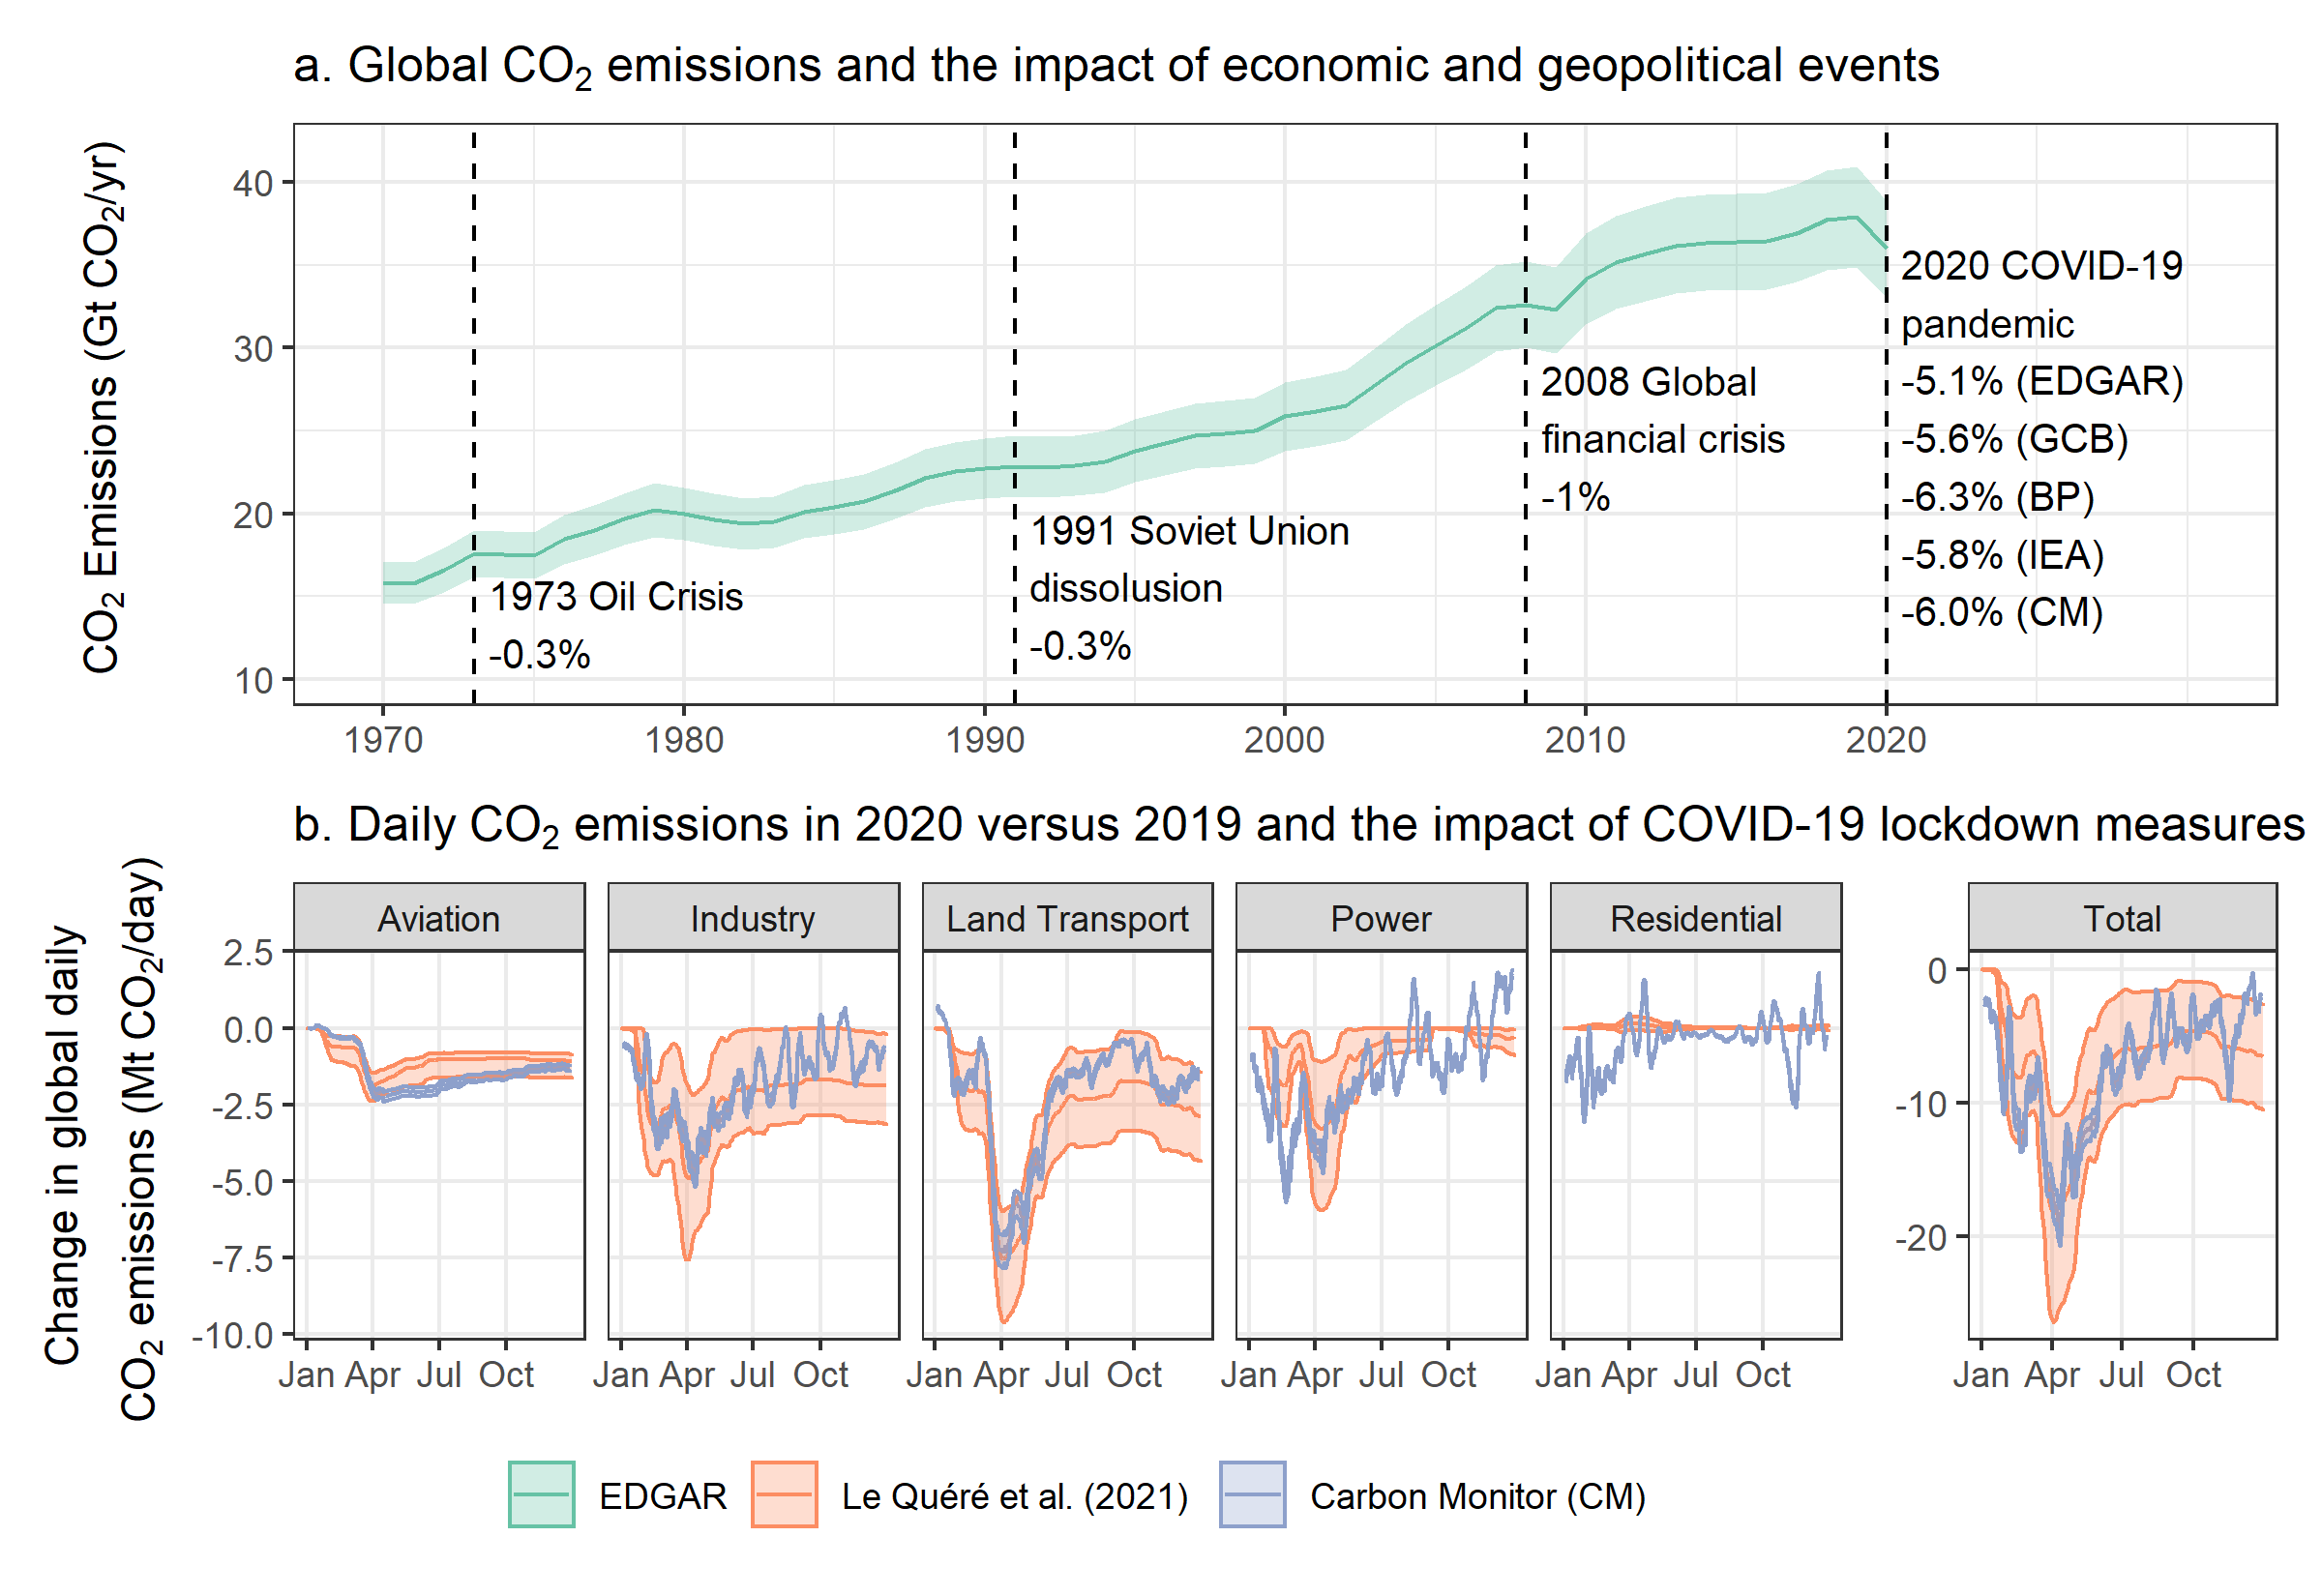 a. Global CO₂ emissions and the impact of economic and geopolitical events
CO₂ Emissions (Gt CO₂/yr)
40
30
20
10
1973 Oil Crisis
-0.3%
1991 Soviet Union
dissolusion
-0.3%
2008 Global
financial crisis
-1%
2020 COVID-19
pandemic
-5.1% (EDGAR)
-5.6% (GCB)
-6.3% (BP)
-5.8% (IEA)
-6.0% (CM)
1970 1980 1990 2000 2010 2020
b. Daily CO₂ emissions in 2020 versus 2019 and the impact of COVID-19 lockdown measures
Change in global daily
CO₂ emissions (Mt CO₂/day)
Aviation Industry Land Transport Power Residential Total
2.5
0.0
-2.5
-5.0
-7.5
-10.0
0
-10
-20
Jan Apr Jul Oct Jan Apr Jul Oct Jan Apr Jul Oct Jan Apr Jul Oct Jan Apr Jul Oct Jan Apr Jul Oct
EDGAR Le Quéré et al. (2021) Carbon Monitor (CM)